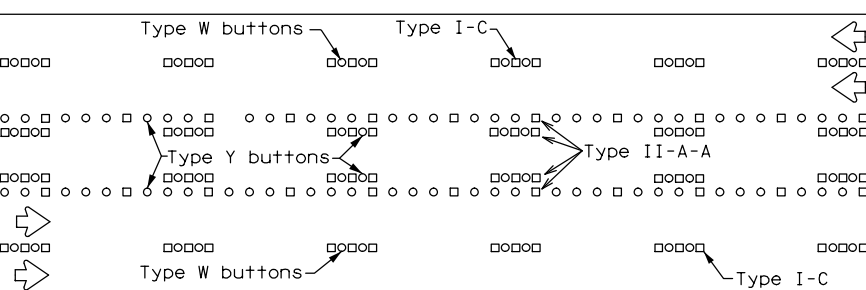 Type W buttons
Type I-C
Type Y buttons
Type II-A-A
Type W buttons
Type I-C